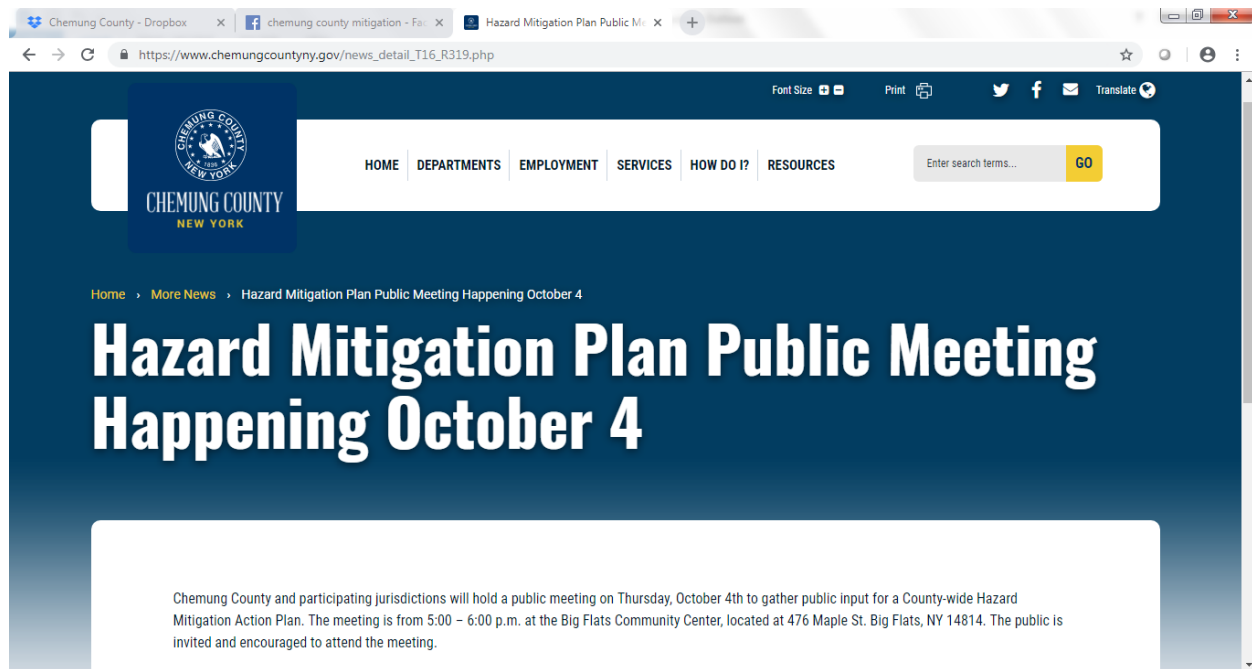 Chemung County - Dropbox
chemung county mitigation - Fac
Hazard Mitigation Plan Public Me
https://www.chemungcountyny.gov/news_detail_T16_R319.php
Font Size
Print
Translate
CHEMUNG COUNTY
1836
NEW YORK
CHEMUNG COUNTY
NEW YORK
HOME DEPARTMENTS EMPLOYMENT SERVICES HOW DO I? RESOURCES
Enter search terms... GO
Home › More News › Hazard Mitigation Plan Public Meeting Happening October 4
Hazard Mitigation Plan Public Meeting
Happening October 4
Chemung County and participating jurisdictions will hold a public meeting on Thursday, October 4th to gather public input for a County-wide Hazard
Mitigation Action Plan. The meeting is from 5:00 – 6:00 p.m. at the Big Flats Community Center, located at 476 Maple St. Big Flats, NY 14814. The public is
invited and encouraged to attend the meeting.